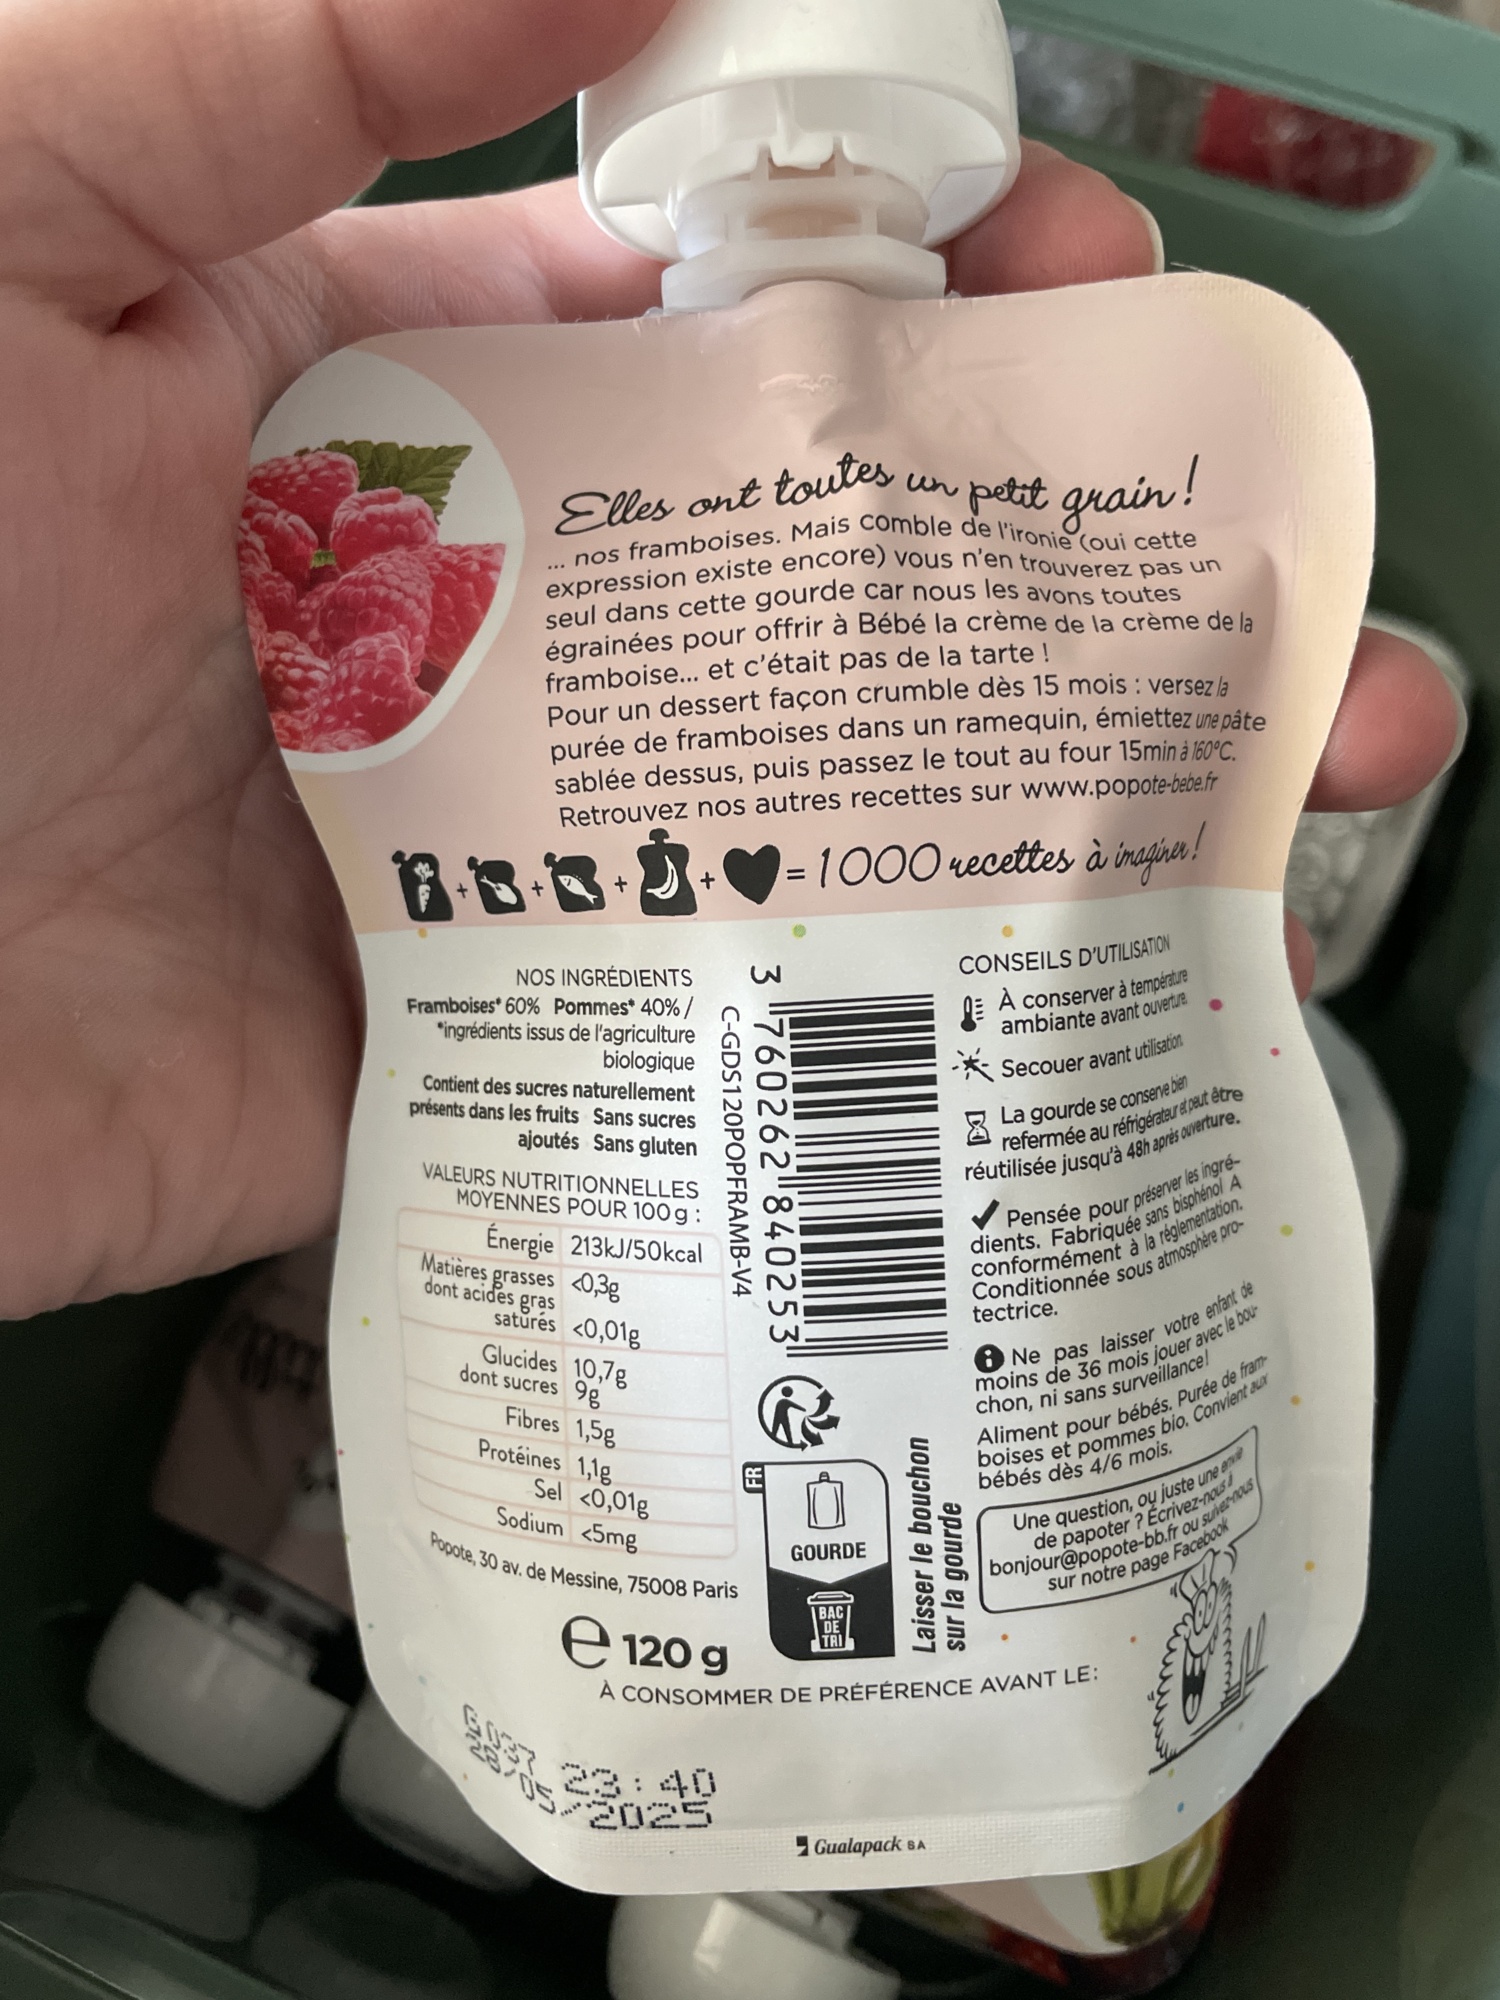 Elles ont toutes un petit grain !
... nos framboises. Mais comble de l'ironie (oui cette
expression existe encore) vous n'en trouverez pas un
seul dans cette gourde car nous les avons toutes
égrainées pour offrir à Bébé la crème de la crème de la
framboise... et c'était pas de la tarte !
Pour un dessert façon crumble dès 15 mois : versez la
purée de framboises dans un ramequin, émiettez une pâte
sablée dessus, puis passez le tout au four 15min à 160°C.
Retrouvez nos autres recettes sur www.popote-bebe.fr
+ + + + = 1000 recettes à imaginer !
NOS INGRÉDIENTS
Framboises* 60% Pommes* 40% /
*ingrédients issus de l'agriculture
biologique
Contient des sucres naturellement
présents dans les fruits Sans sucres
ajoutés Sans gluten
VALEURS NUTRITIONNELLES
MOYENNES POUR 100g :
Énergie 213kJ/50kcal
Matières grasses <0,3g
dont acides gras
saturés <0,01g
Glucides 10,7g
dont sucres 9g
Fibres 1,5g
Protéines 1,1g
Sel <0,01g
Sodium <5mg
Popote, 30 av. de Messine, 75008 Paris
e 120 g
C-GDS120POPFRAMB-V4
3 760262 840253
FR
GOURDE
BAC
DE
TRI
Laisser le bouchon
sur la gourde
CONSEILS D'UTILISATION
À conserver à température
ambiante avant ouverture.
Secouer avant utilisation.
La gourde se conserve bien
refermée au réfrigérateur et peut être
réutilisée jusqu'à 48h après ouverture.
Pensée pour préserver les ingré-
dients. Fabriquée sans bisphénol A
conformément à la réglementation.
Conditionnée sous atmosphère pro-
tectrice.
Ne pas laisser votre enfant de
moins de 36 mois jouer avec le bou-
chon, ni sans surveillance!
Aliment pour bébés. Purée de fram-
boises et pommes bio. Convient aux
bébés dès 4/6 mois.
Une question, ou juste une envie
de papoter ? Écrivez-nous à
bonjour@popote-bb.fr ou suivez-nous
sur notre page Facebook
À CONSOMMER DE PRÉFÉRENCE AVANT LE:
23:40
28/05/2025
Gualapack SA